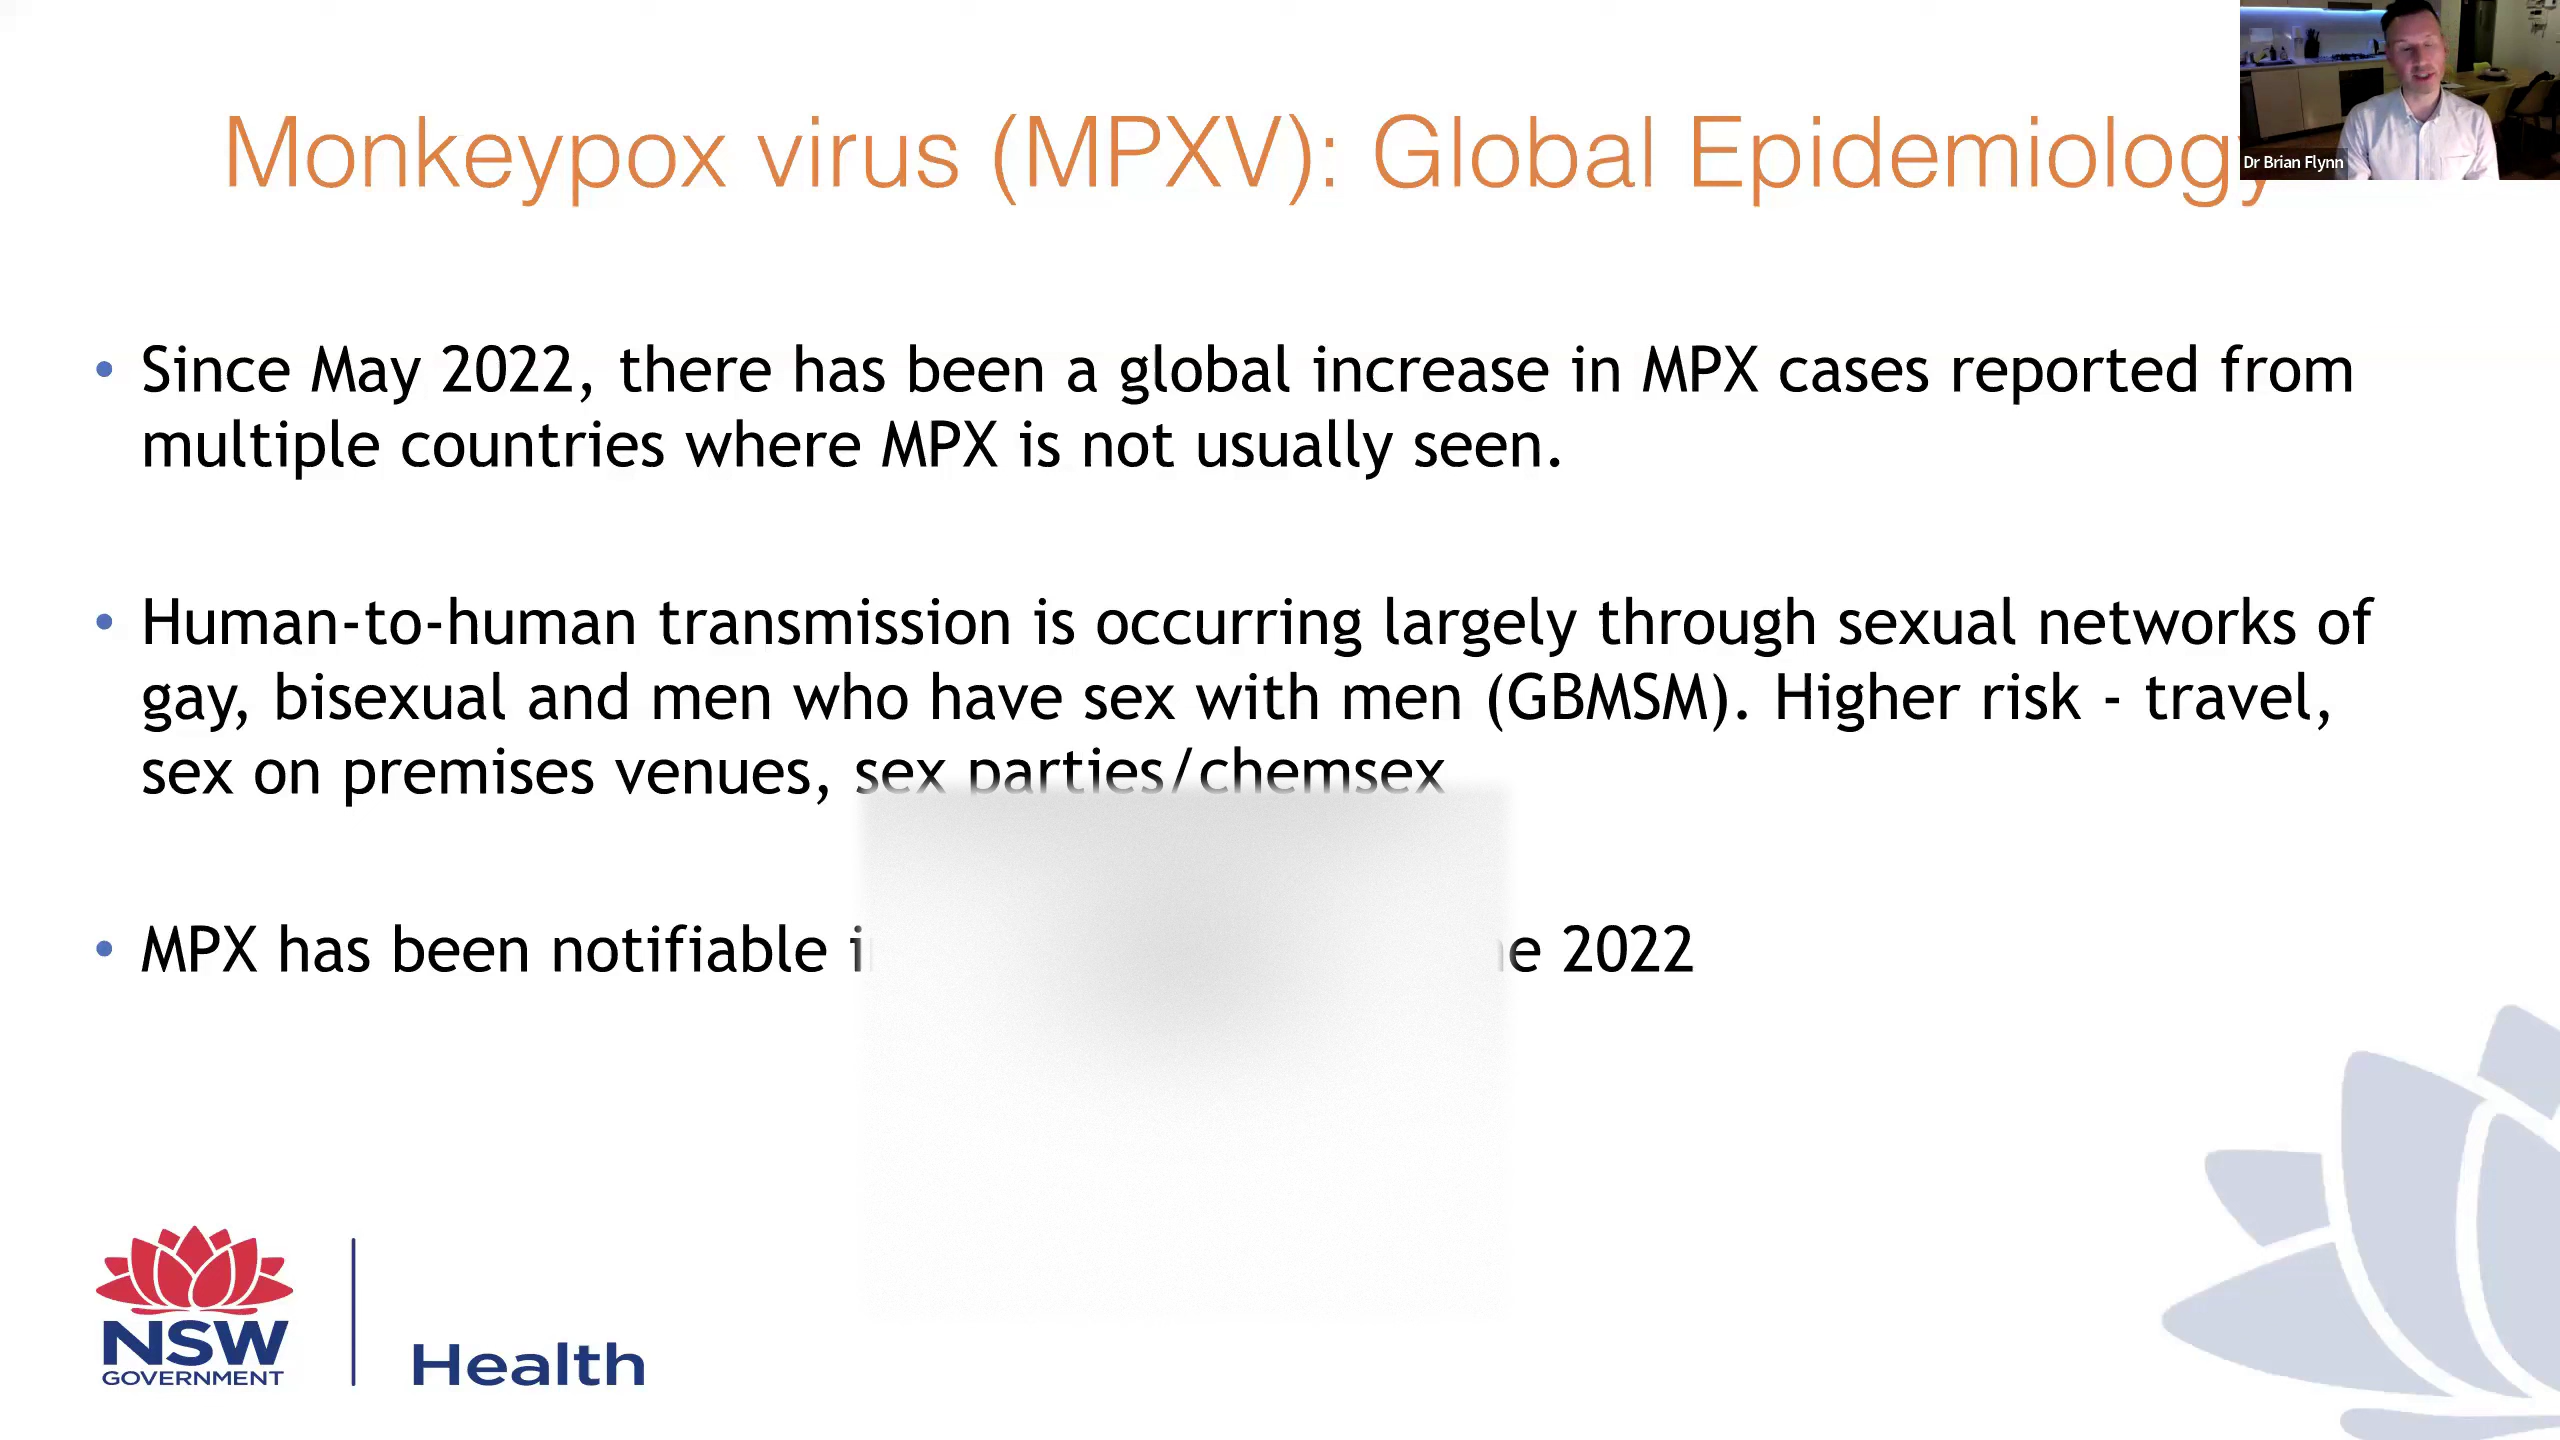 Monkeypox virus (MPXV): Global Epidemiology
Dr Brian Flynn
• Since May 2022, there has been a global increase in MPX cases reported from
multiple countries where MPX is not usually seen.
• Human-to-human transmission is occurring largely through sexual networks of
gay, bisexual and men who have sex with men (GBMSM). Higher risk - travel,
sex on premises venues, sex parties/chemsex
• MPX has been notifiable 2022
NSW
GOVERNMENT
Health